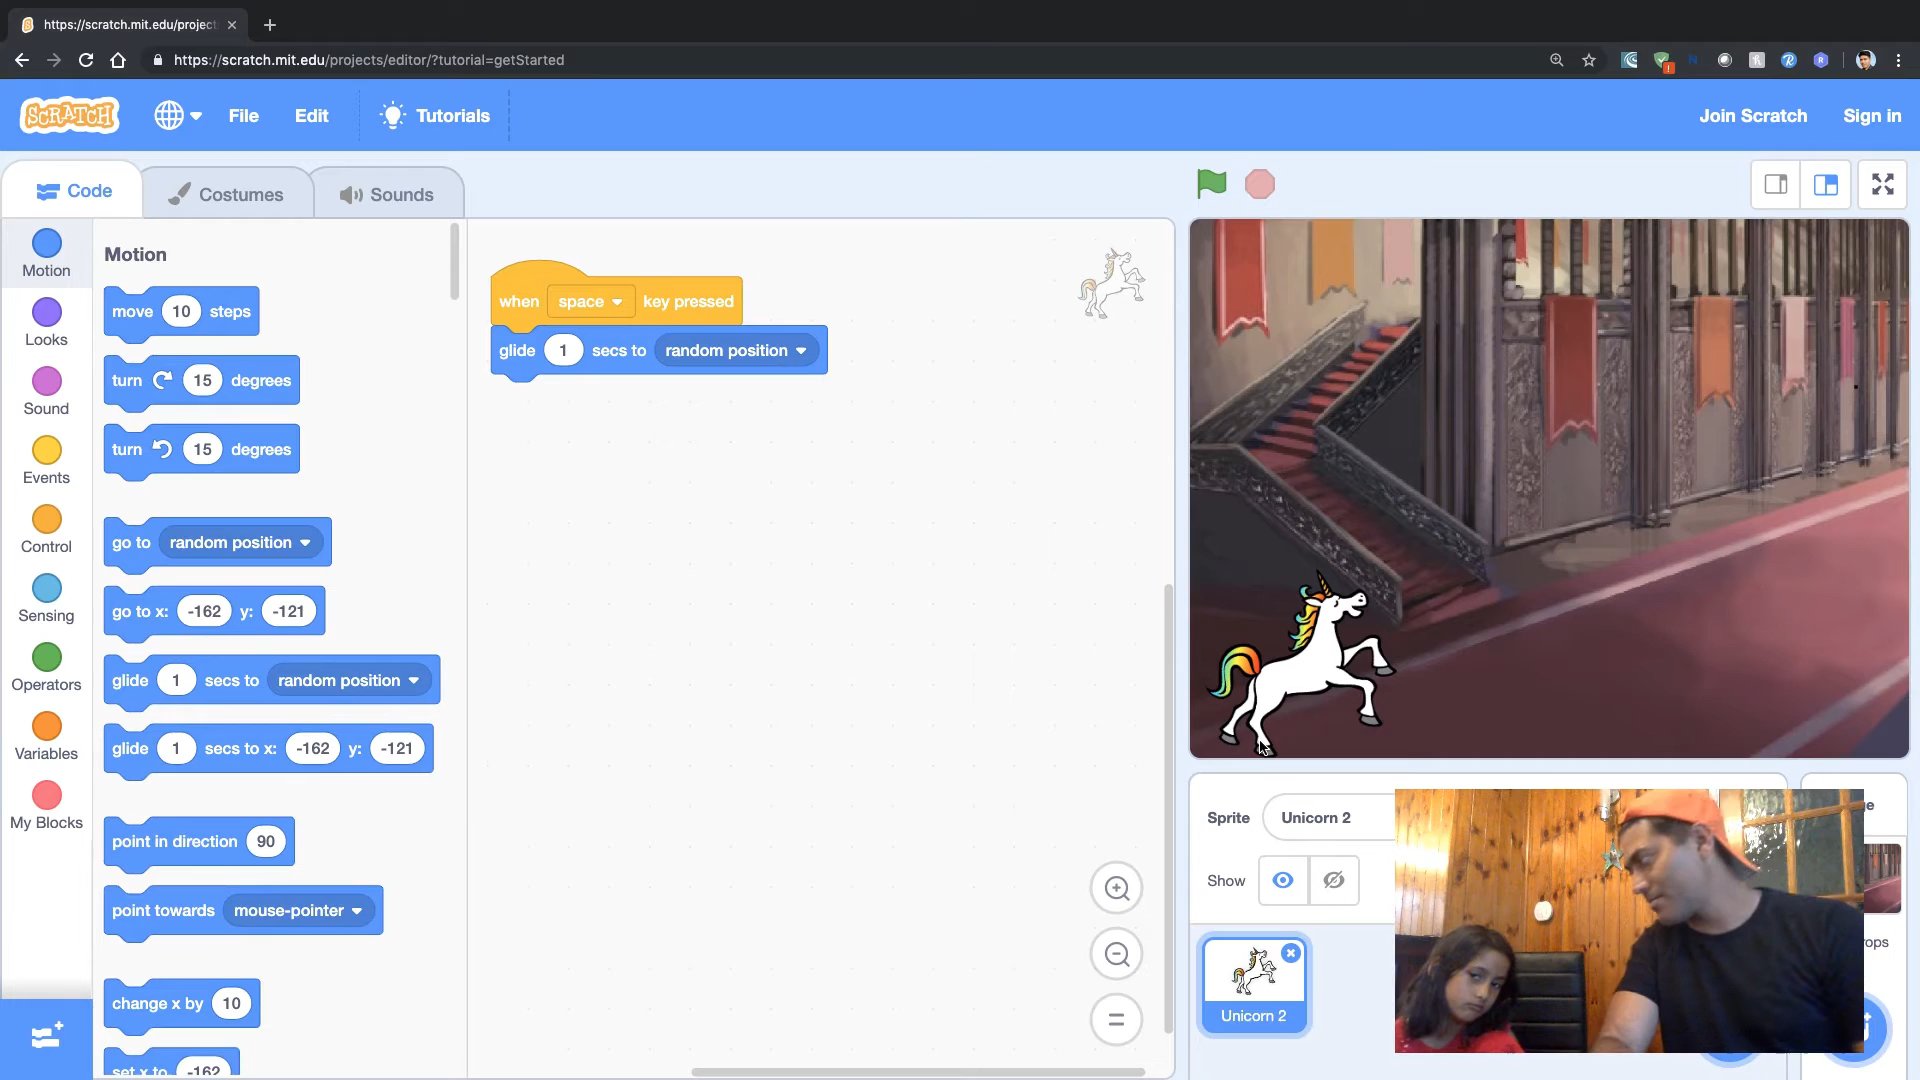 https://scratch.mit.edu/project
https://scratch.mit.edu/projects/editor/?tutorial=getStarted
SCRATCH
File
Edit
Tutorials
Join Scratch
Sign in
Code
Costumes
Sounds
Motion
Looks
Sound
Events
Control
Sensing
Operators
Variables
My Blocks
Motion
move 10 steps
turn 15 degrees
turn 15 degrees
go to random position
go to x: -162 y: -121
glide 1 secs to random position
glide 1 secs to x: -162 y: -121
point in direction 90
point towards mouse-pointer
change x by 10
set x to -162
when space key pressed
glide 1 secs to random position
Sprite
Unicorn 2
Show
Unicorn 2